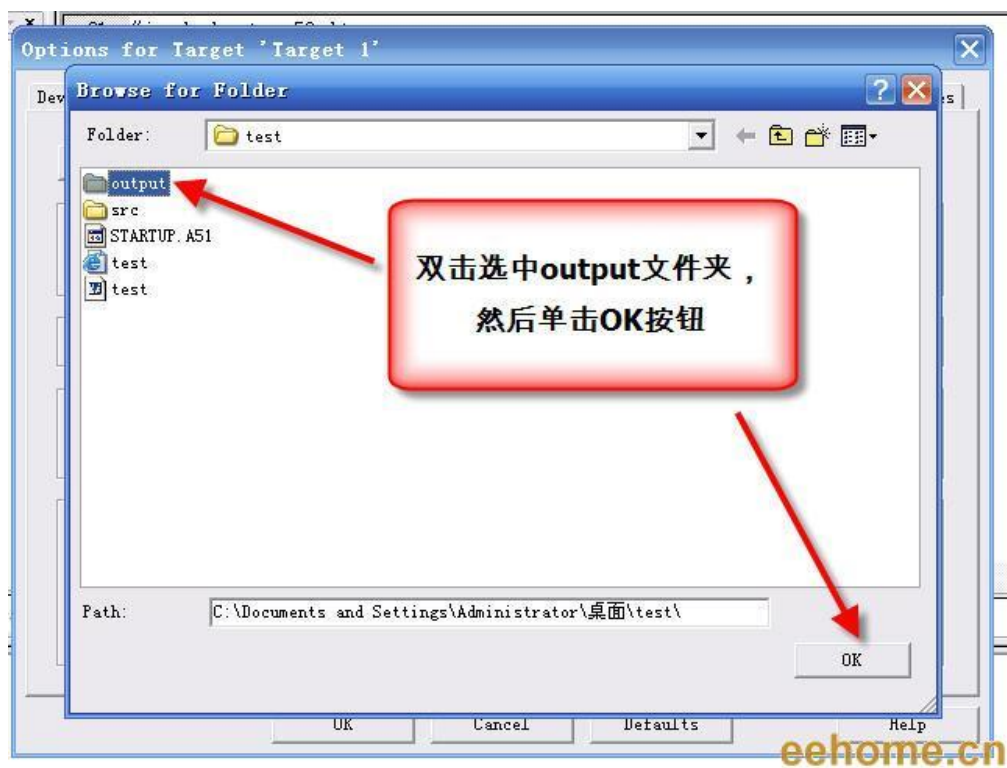 Options for Target 'Target 1'
Dev
Browse for Folder
s
Folder:
test
output
src
STARTUP.A51
test
test
双击选中output文件夹，
然后单击OK按钮
Path:
C:\Documents and Settings\Administrator\桌面\test\
OK
OK
Cancel
Defaults
Help
eehome.cn